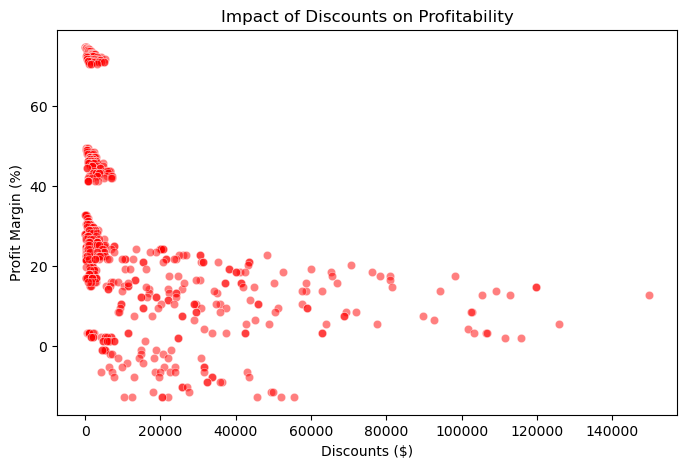 Impact of Discounts on Profitability
Profit Margin (%)
60
40
20
0
0 20000 40000 60000 80000 100000 120000 140000
Discounts ($)